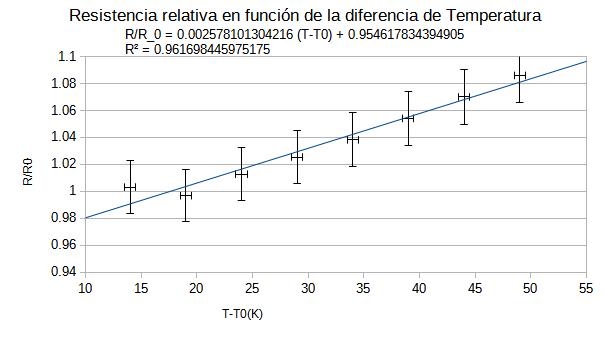 Resistencia relativa en función de la diferencia de Temperatura
R/R_0 = 0.002578101304216 (T-T0) + 0.954617834394905
R² = 0.961698445975175
1.1
1.08
1.06
1.04
1.02
1
0.98
0.96
0.94
R/R0
10 15 20 25 30 35 40 45 50 55
T-T0(K)